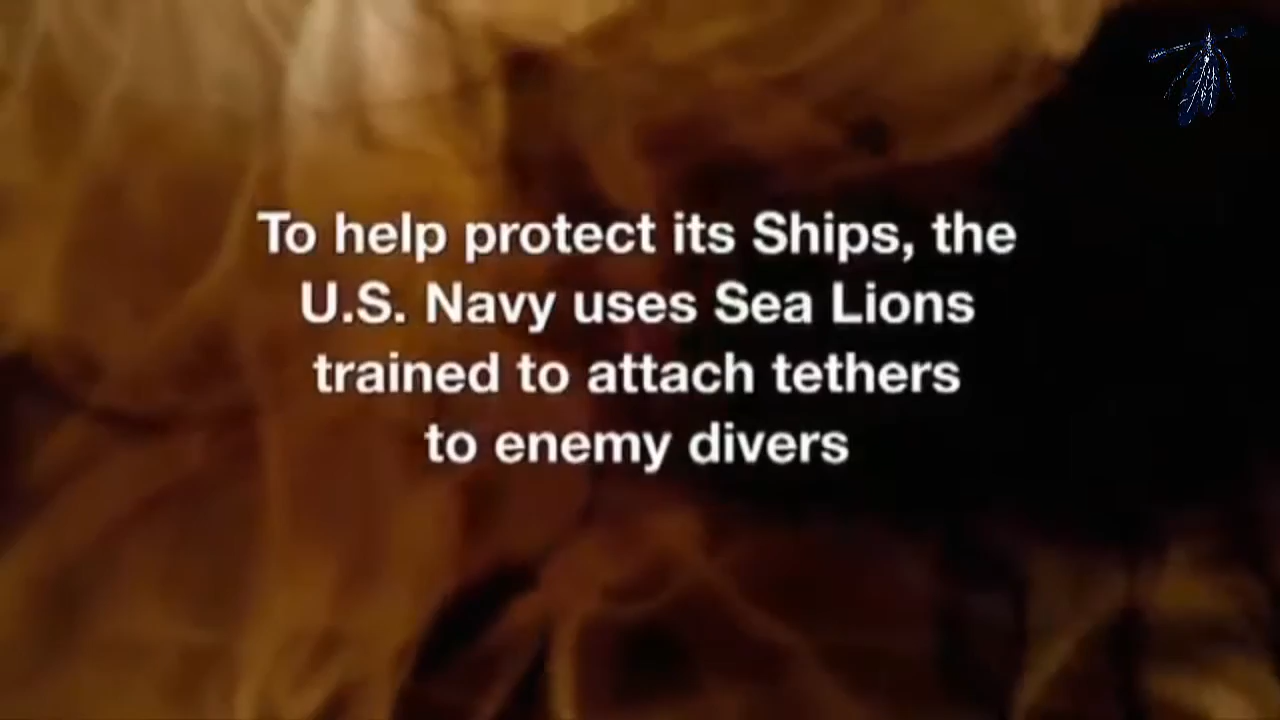 To help protect its Ships, the
U.S. Navy uses Sea Lions
trained to attach tethers
to enemy divers